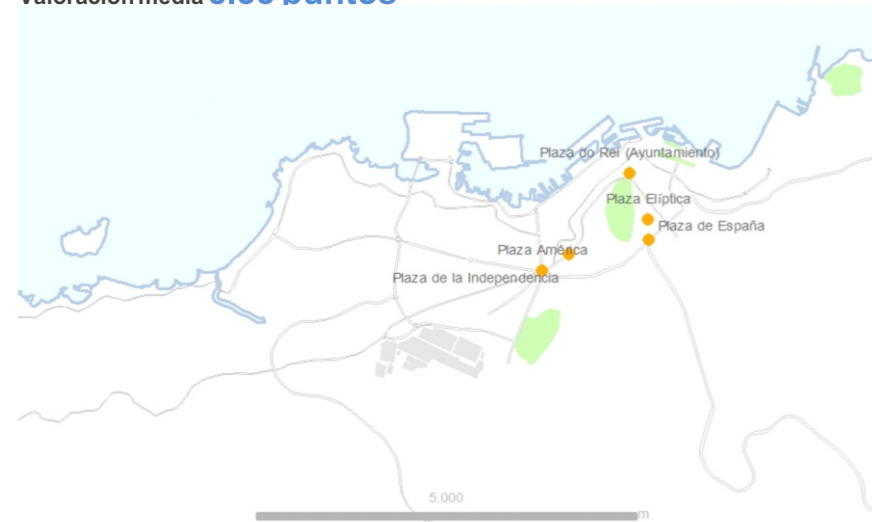 Valoración media
Plaza do Rei (Ayuntamiento)
Plaza Elíptica
Plaza de España
Plaza América
Plaza de la Independencia
5.000
m